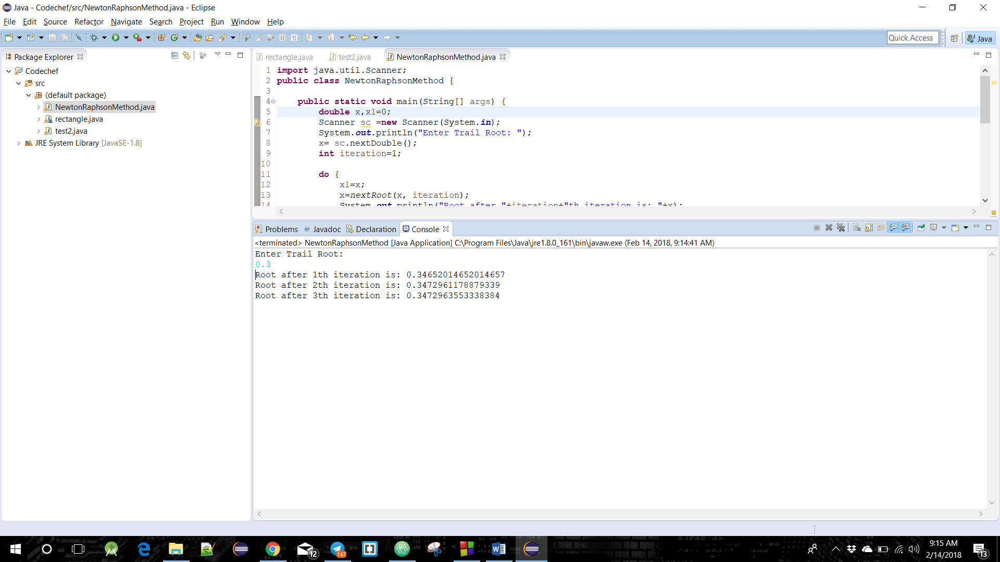 Java - Codechef/src/NewtonRaphsonMethod.java - Eclipse
File Edit Source Refactor Navigate Search Project Run Window Help
Quick Access Java
Package Explorer
Codechef
src
(default package)
NewtonRaphsonMethod.java
rectangle.java
test2.java
JRE System Library [JavaSE-1.8]
rectangle.java test2.java NewtonRaphsonMethod.java
1 import java.util.Scanner;
2 public class NewtonRaphsonMethod {
3
4 public static void main(String[] args) {
5 double x,x1=0;
6 Scanner sc =new Scanner(System.in);
7 System.out.println("Enter Trail Root: ");
8 x= sc.nextDouble();
9 int iteration=1;
10
11 do {
12 x1=x;
13 x=nextRoot(x, iteration);
14 System.out.println("Root after "+iteration+"th iteration is: "+x);
Problems @ Javadoc Declaration Console
<terminated> NewtonRaphsonMethod [Java Application] C:\Program Files\Java\jre1.8.0_161\bin\javaw.exe (Feb 14, 2018, 9:14:41 AM)
Enter Trail Root:
0.3
Root after 1th iteration is: 0.34652014652014657
Root after 2th iteration is: 0.3472961178879339
Root after 3th iteration is: 0.3472963553338384
12
147
9:15 AM
2/14/2018
13